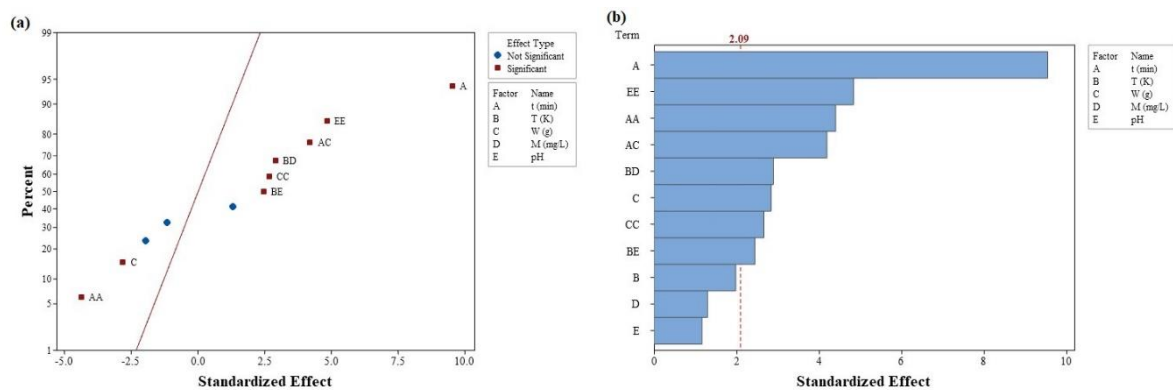 (a)
99
95
90
80
70
60
50
40
30
20
10
5
1
Percent
A
EE
AC
BD
CC
BE
C
AA
-5.0 -2.5 0.0 2.5 5.0 7.5 10.0
Standardized Effect
Effect Type
Not Significant
Significant
Factor Name
A t (min)
B T (K)
C W (g)
D M (mg/L)
E pH
(b)
Term
2.09
A
EE
AA
AC
BD
C
CC
BE
B
D
E
0 2 4 6 8 10
Standardized Effect
Factor Name
A t (min)
B T (K)
C W (g)
D M (mg/L)
E pH